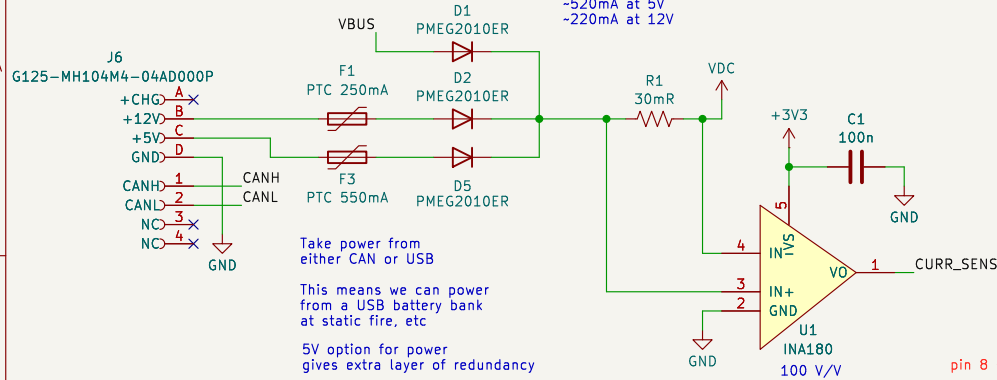 ~520mA at 5V
~220mA at 12V
D1
PMEG2010ER
VBUS
J6
G125-MH104M4-04AD000P
+CHG
A
+12V
B
+5V
C
GND
D
CANH
1
CANH
CANL
2
CANL
NC
3
NC
4
GND
F1
PTC 250mA
D2
PMEG2010ER
F3
PTC 550mA
D5
PMEG2010ER
R1
30mR
VDC
+3V3
C1
100n
GND
5
VS
4
IN-
3
IN+
2
GND
VO
1
CURR_SENS
U1
INA180
100 V/V
GND
Take power from
either CAN or USB
This means we can power
from a USB battery bank
at static fire, etc
5V option for power
gives extra layer of redundancy
pin 8